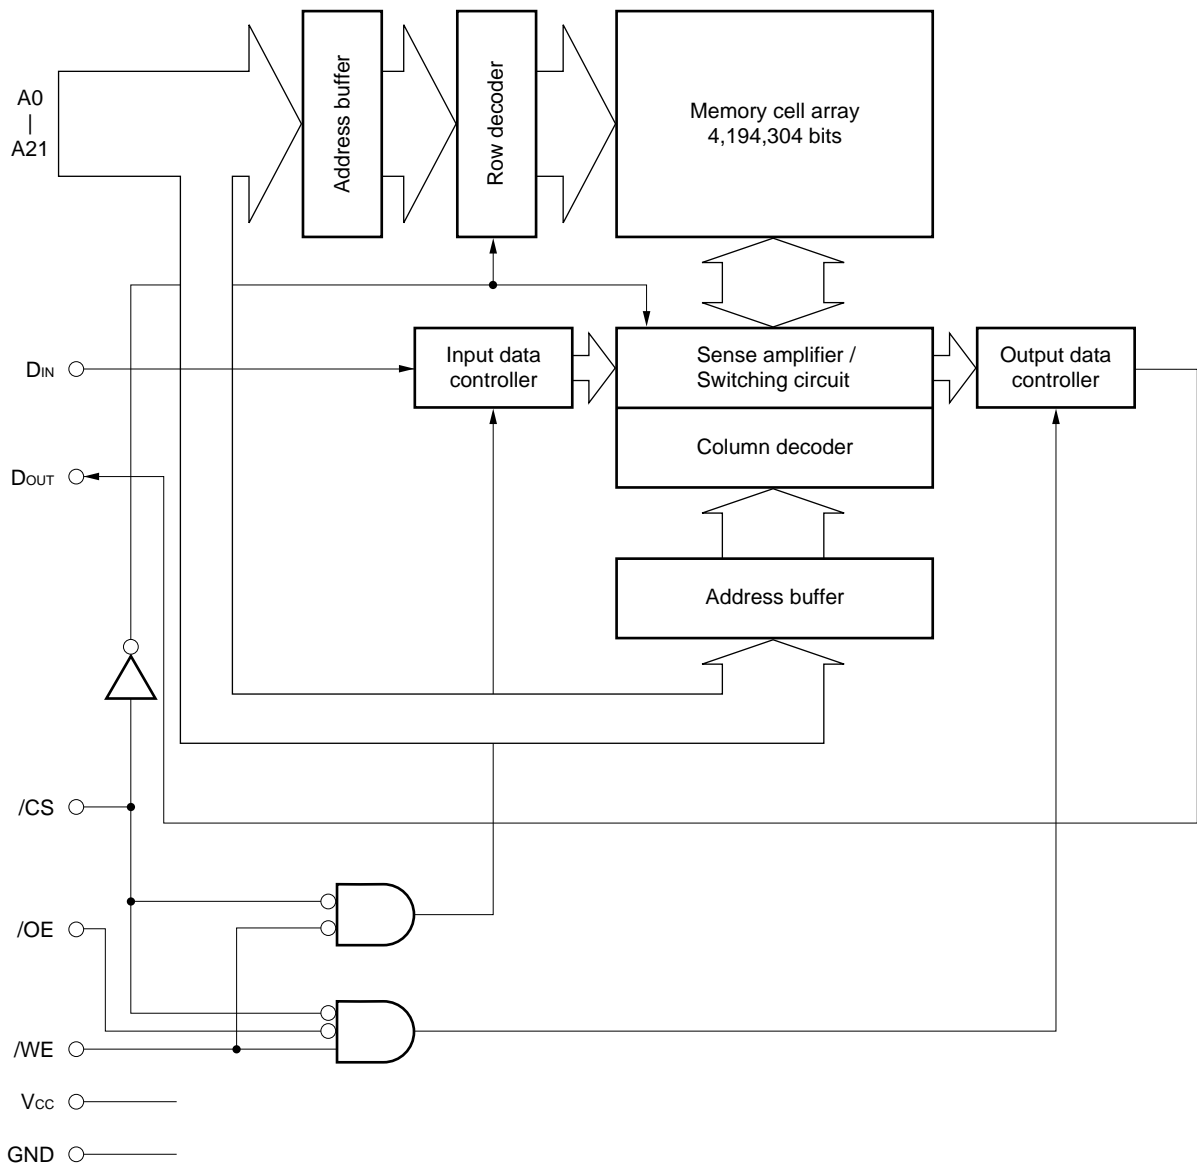 A0
|
A21
Address buffer
Row decoder
Memory cell array
4,194,304 bits
DIN
Input data
controller
Sense amplifier /
Switching circuit
Output data
controller
DOUT
Column decoder
Address buffer
/CS
/OE
/WE
VCC
GND